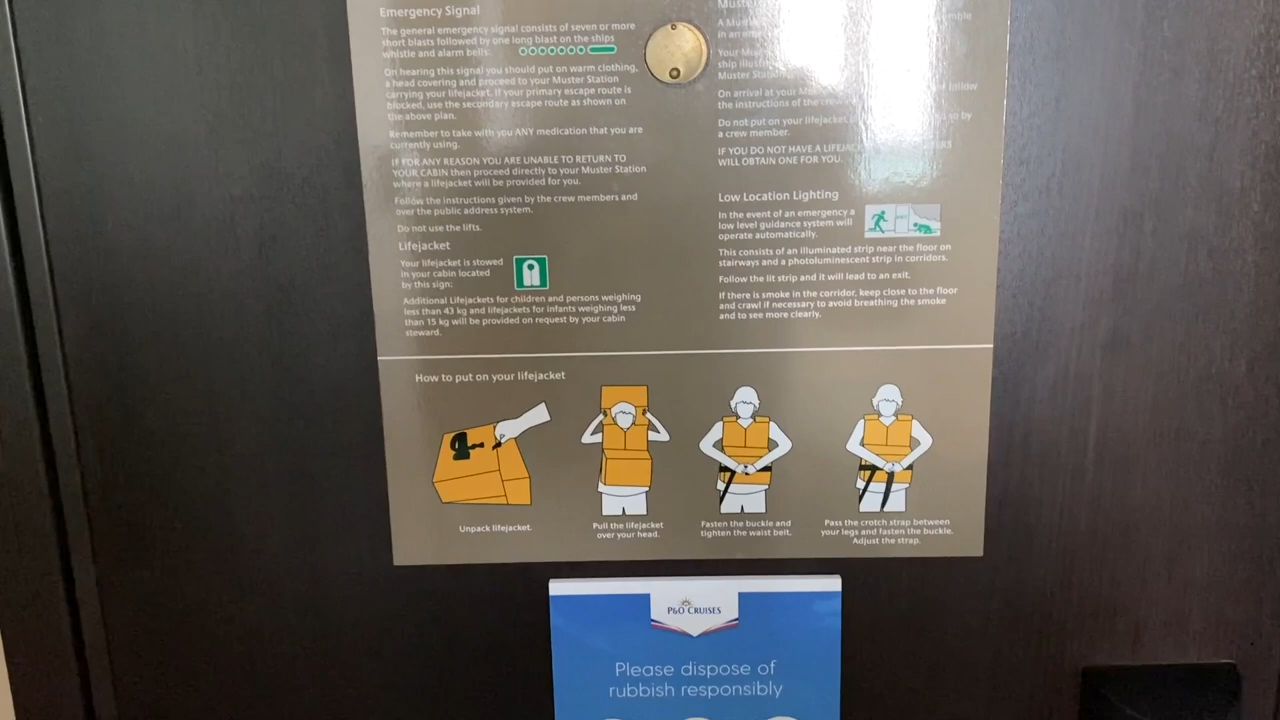 Emergency Signal
The general emergency signal consists of seven or more
short blasts followed by one long blast on the ships
whistle and alarm bells.
On hearing this signal you should put on warm clothing,
a head covering and proceed to your Muster Station
carrying your lifejacket. If your primary escape route is
blocked, use the secondary escape route as shown on
the above plan.
Remember to take with you ANY medication that you are
currently using.
IF FOR ANY REASON YOU ARE UNABLE TO RETURN TO
YOUR CABIN then proceed directly to your Muster Station
where a lifejacket will be provided for you.
Follow the instructions given by the crew members and
over the public address system.
Do not use the lifts.
Lifejacket
Your lifejacket is stowed
in your cabin located
by this sign:
Additional Lifejackets for children and persons weighing
less than 43 kg and lifejackets for infants weighing less
than 15 kg will be provided on request by your cabin
steward.
Muster
A
in an
Your
ship
Muster
On arrival at your follow
the instructions of the crew
Do not put on your lifejacket so by
a crew member.
IF YOU DO NOT HAVE A
WILL OBTAIN ONE FOR YOU.
Low Location Lighting
In the event of an emergency a
low level guidance system will
operate automatically.
This consists of an illuminated strip near the floor on
stairways and a photoluminescent strip in corridors.
Follow the lit strip and it will lead to an exit.
If there is smoke in the corridor, keep close to the floor
and crawl if necessary to avoid breathing the smoke
and to see more clearly.
How to put on your lifejacket
Unpack lifejacket.
Pull the lifejacket
over your head.
Fasten the buckle and
tighten the waist belt.
Pass the crotch strap between
your legs and fasten the buckle.
Adjust the strap.
P&O CRUISES
Please dispose of
rubbish responsibly